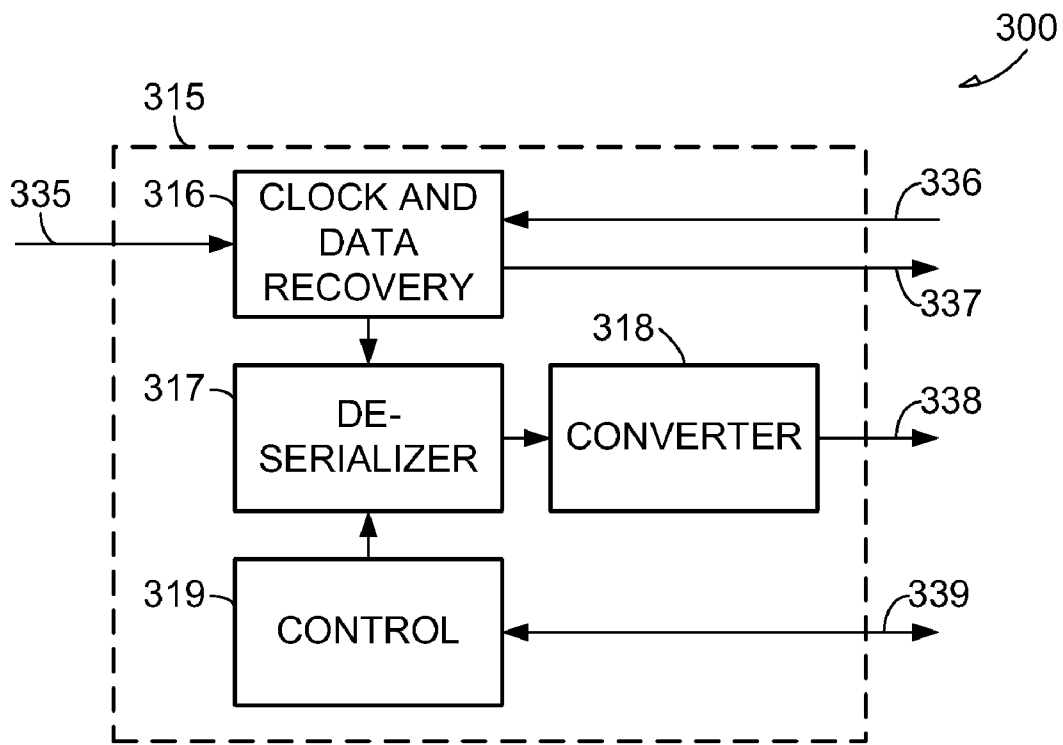 300
315
335
316
CLOCK AND
DATA
RECOVERY
336
337
318
317
DE-
SERIALIZER
CONVERTER
338
319
CONTROL
339